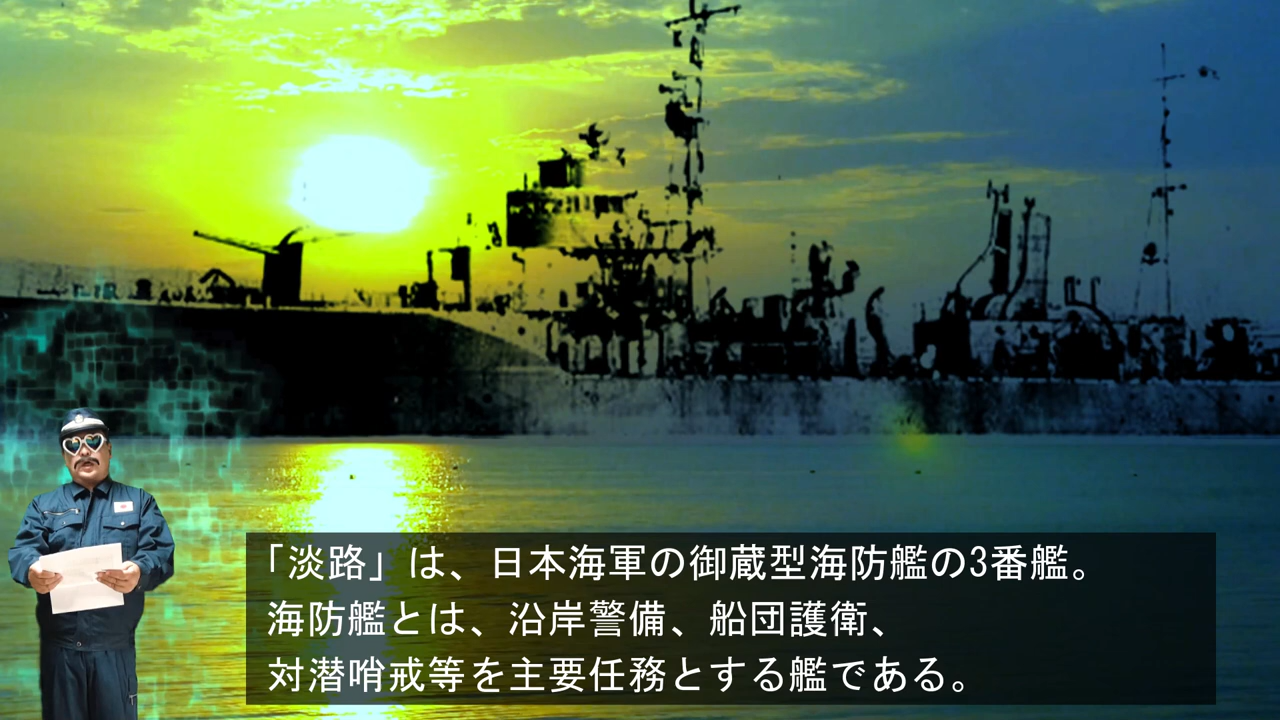 「淡路」は、日本海軍の御蔵型海防艦の3番艦。
海防艦とは、沿岸警備、船団護衛、
対潜哨戒等を主要任務とする艦である。